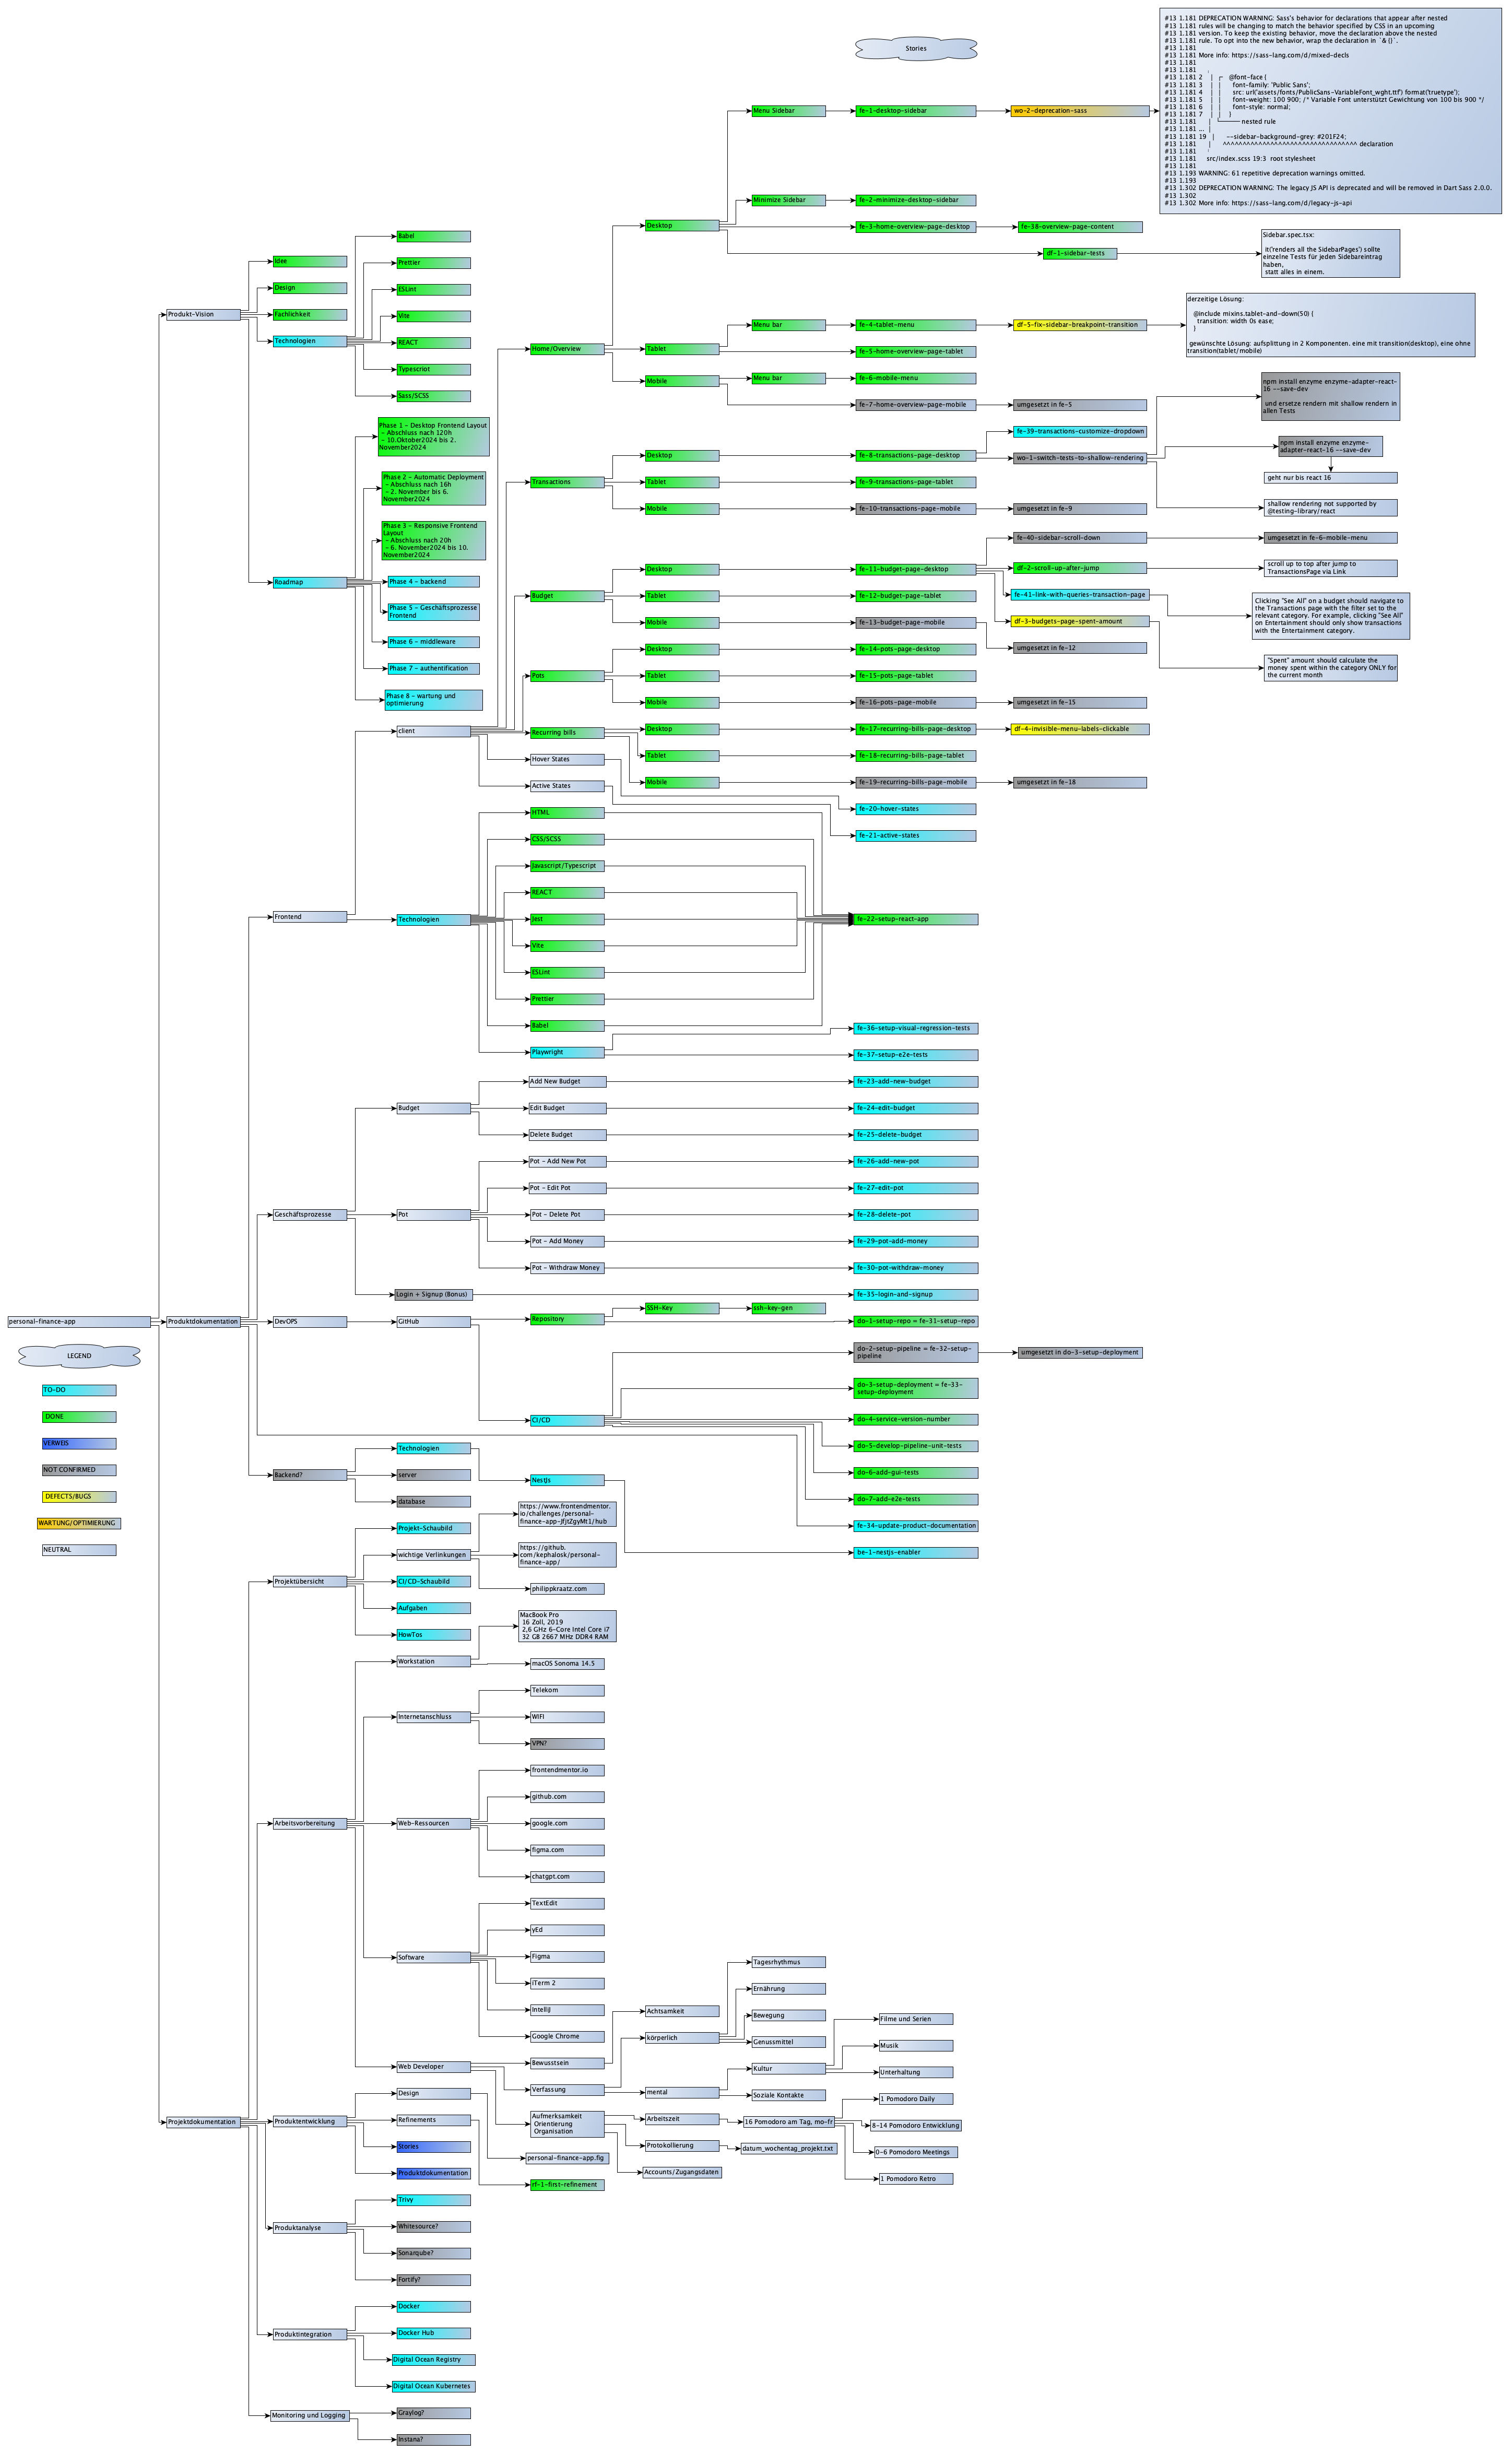 Stories
#13 1.181 DEPRECATION WARNING: Sass's behavior for declarations that appear after nested
#13 1.181 rules will be changing to match the behavior specified by CSS in an upcoming
#13 1.181 version. To keep the existing behavior, move the declaration above the nested
#13 1.181 rule. To opt into the new behavior, wrap the declaration in `& {}`.
#13 1.181
#13 1.181 More info: https://sass-lang.com/d/mixed-decls
#13 1.181
#13 1.181 ╷
#13 1.181 2 │ ┌ @font-face {
#13 1.181 3 │ │ font-family: 'Public Sans';
#13 1.181 4 │ │ src: url('assets/fonts/PublicSans-VariableFont_wght.ttf') format('truetype');
#13 1.181 5 │ │ font-weight: 100 900; /* Variable Font unterstützt Gewichtung von 100 bis 900 */
#13 1.181 6 │ │ font-style: normal;
#13 1.181 7 │ │ }
#13 1.181 │ └─── nested rule
#13 1.181 ... │
#13 1.181 19 │ --sidebar-background-grey: #201F24;
#13 1.181 │ ^^^^^^^^^^^^^^^^^^^^^^^^^^^^^^^^^^ declaration
#13 1.181 ╵
#13 1.181 src/index.scss 19:3 root stylesheet
#13 1.181
#13 1.193 WARNING: 61 repetitive deprecation warnings omitted.
#13 1.193
#13 1.302 DEPRECATION WARNING: The legacy JS API is deprecated and will be removed in Dart Sass 2.0.0.
#13 1.302
#13 1.302 More info: https://sass-lang.com/d/legacy-js-api
Menu Sidebar
fe-1-desktop-sidebar
wo-2-deprecation-sass
Minimize Sidebar
fe-2-minimize-desktop-sidebar
Desktop
fe-3-home-overview-page-desktop
fe-38-overview-page-content
df-1-sidebar-tests
Sidebar.spec.tsx:
it('renders all the SidebarPages') sollte
einzelne Tests für jeden Sidebareintrag
haben,
statt alles in einem.
Babel
Idee
Prettier
Design
ESLint
Produkt-Vision
Fachlichkeit
Vite
Technologien
REACT
Typescriot
Sass/SCSS
Menu bar
fe-4-tablet-menu
df-5-fix-sidebar-breakpoint-transition
derzeitige Lösung:
@include mixins.tablet-and-down(50) {
transition: width 0s ease;
}
gewünschte Lösung: aufsplittung in 2 Komponenten. eine mit transition(desktop), eine ohne
transition(tablet/mobile)
Home/Overview
Tablet
fe-5-home-overview-page-tablet
Mobile
Menu bar
fe-6-mobile-menu
fe-7-home-overview-page-mobile
umgesetzt in fe-5
npm install enzyme enzyme-adapter-react-
16 --save-dev
und ersetze rendern mit shallow rendern in
allen Tests
Phase 1 - Desktop Frontend Layout
- Abschluss nach 120h
- 10.Oktober2024 bis 2.
November2024
fe-39-transactions-customize-dropdown
Desktop
fe-8-transactions-page-desktop
wo-1-switch-tests-to-shallow-rendering
npm install enzyme enzyme-
adapter-react-16 --save-dev
geht nur bis react 16
Transactions
Tablet
fe-9-transactions-page-tablet
Mobile
fe-10-transactions-page-mobile
umgesetzt in fe-9
shallow rendering not supported by
@testing-library/react
Phase 2 - Automatic Deployment
- Abschluss nach 16h
- 2. November bis 6.
November2024
Phase 3 - Responsive Frontend
Layout
- Abschluss nach 20h
- 6. November2024 bis 10.
November2024
fe-40-sidebar-scroll-down
umgesetzt in fe-6-mobile-menu
Desktop
fe-11-budget-page-desktop
df-2-scroll-up-after-jump
scroll up to top after jump to
TransactionsPage via Link
Roadmap
Phase 4 - backend
Budget
Tablet
fe-12-budget-page-tablet
fe-41-link-with-queries-transaction-page
Clicking "See All" on a budget should navigate to
the Transactions page with the filter set to the
relevant category. For example, clicking "See All"
on Entertainment should only show transactions
with the Entertainment category.
Phase 5 - Geschäftsprozesse
Frontend
Mobile
fe-13-budget-page-mobile
df-3-budgets-page-spent-amount
umgesetzt in fe-12
Phase 6 - middleware
Desktop
fe-14-pots-page-desktop
"Spent" amount should calculate the
money spent within the category ONLY for
the current month
Phase 7 - authentification
Pots
Tablet
fe-15-pots-page-tablet
Phase 8 - wartung und
optimierung
Mobile
fe-16-pots-page-mobile
umgesetzt in fe-15
client
Recurring bills
Desktop
fe-17-recurring-bills-page-desktop
df-4-invisible-menu-labels-clickable
Hover States
Tablet
fe-18-recurring-bills-page-tablet
Active States
Mobile
fe-19-recurring-bills-page-mobile
umgesetzt in fe-18
fe-20-hover-states
HTML
fe-21-active-states
CSS/SCSS
Javascript/Typescript
REACT
Frontend
Technologien
Jest
fe-22-setup-react-app
Vite
ESLint
Prettier
Babel
fe-36-setup-visual-regression-tests
Playwright
fe-37-setup-e2e-tests
Add New Budget
fe-23-add-new-budget
Budget
Edit Budget
fe-24-edit-budget
Delete Budget
fe-25-delete-budget
Pot - Add New Pot
fe-26-add-new-pot
Pot - Edit Pot
fe-27-edit-pot
Geschäftsprozesse
Pot
Pot - Delete Pot
fe-28-delete-pot
Pot - Add Money
fe-29-pot-add-money
Pot - Withdraw Money
fe-30-pot-withdraw-money
Login + Signup (Bonus)
fe-35-login-and-signup
personal-finance-app
Produktdokumentation
DevOPS
GitHub
Repository
SSH-Key
ssh-key-gen
do-1-setup-repo = fe-31-setup-repo
LEGEND
do-2-setup-pipeline = fe-32-setup-
pipeline
umgesetzt in do-3-setup-deployment
TO-DO
do-3-setup-deployment = fe-33-
setup-deployment
DONE
CI/CD
do-4-service-version-number
VERWEIS
Technologien
do-5-develop-pipeline-unit-tests
NOT CONFIRMED
Backend?
server
NestJs
do-6-add-gui-tests
DEFECTS/BUGS
database
do-7-add-e2e-tests
WARTUNG/OPTIMIERUNG
https://www.frontendmentor.
io/challenges/personal-
finance-app-JfjtZgyMt1/hub
fe-34-update-product-documentation
NEUTRAL
Projekt-Schaubild
be-1-nestjs-enabler
wichtige Verlinkungen
https://github.
com/kephalosk/personal-
finance-app/
Projektübersicht
CI/CD-Schaubild
philippkraatz.com
Aufgaben
HowTos
MacBook Pro
16 Zoll, 2019
2,6 GHz 6-Core Intel Core i7
32 GB 2667 MHz DDR4 RAM
Workstation
macOS Sonoma 14.5
Telekom
Internetanschluss
WIFI
VPN?
frontendmentor.io
github.com
Arbeitsvorbereitung
Web-Ressourcen
google.com
figma.com
chatgpt.com
TextEdit
yEd
Software
Figma
iTerm 2
IntelliJ
Google Chrome
Tagesrhythmus
Ernährung
Achtsamkeit
Bewegung
Filme und Serien
körperlich
Genussmittel
Musik
Web Developer
Bewusstsein
Kultur
Unterhaltung
Verfassung
mental
Soziale Kontakte
Design
1 Pomodoro Daily
Projektdokumentation
Produktentwicklung
Refinements
Aufmerksamkeit
Orientierung
Organisation
Arbeitszeit
16 Pomodoro am Tag, mo-fr
8-14 Pomodoro Entwicklung
Stories
Protokollierung
datum_wochentag_projekt.txt
0-6 Pomodoro Meetings
personal-finance-app.fig
Produktdokumentation
Accounts/Zugangsdaten
1 Pomodoro Retro
rf-1-first-refinement
Trivy
Produktanalyse
Whitesource?
Sonarqube?
Fortify?
Docker
Produktintegration
Docker Hub
Digital Ocean Registry
Digital Ocean Kubernetes
Monitoring und Logging
Graylog?
Instana?